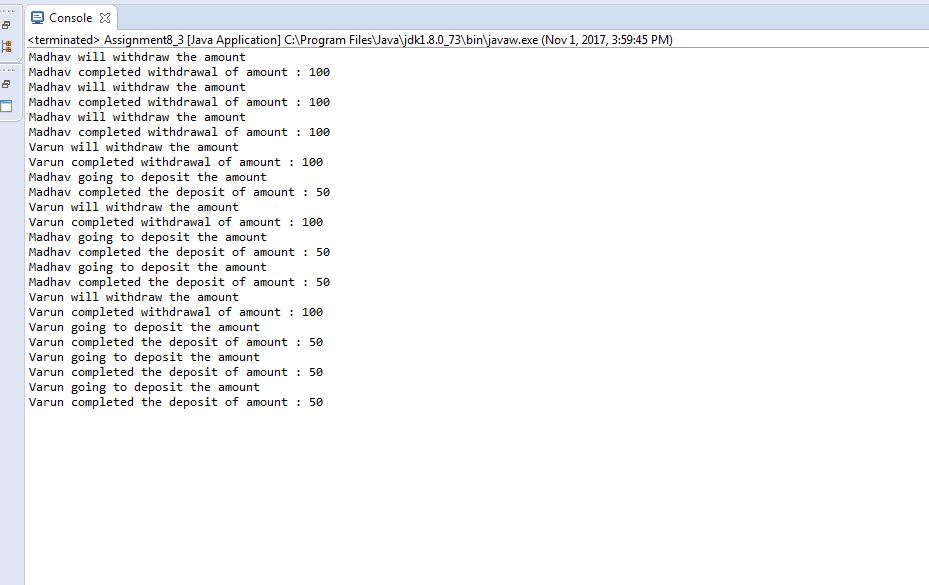 Console
<terminated> Assignment8_3 [Java Application] C:\Program Files\Java\jdk1.8.0_73\bin\javaw.exe (Nov 1, 2017, 3:59:45 PM)
Madhav will withdraw the amount
Madhav completed withdrawal of amount : 100
Madhav will withdraw the amount
Madhav completed withdrawal of amount : 100
Madhav will withdraw the amount
Madhav completed withdrawal of amount : 100
Varun will withdraw the amount
Varun completed withdrawal of amount : 100
Madhav going to deposit the amount
Madhav completed the deposit of amount : 50
Varun will withdraw the amount
Varun completed withdrawal of amount : 100
Madhav going to deposit the amount
Madhav completed the deposit of amount : 50
Madhav going to deposit the amount
Madhav completed the deposit of amount : 50
Varun will withdraw the amount
Varun completed withdrawal of amount : 100
Varun going to deposit the amount
Varun completed the deposit of amount : 50
Varun going to deposit the amount
Varun completed the deposit of amount : 50
Varun going to deposit the amount
Varun completed the deposit of amount : 50